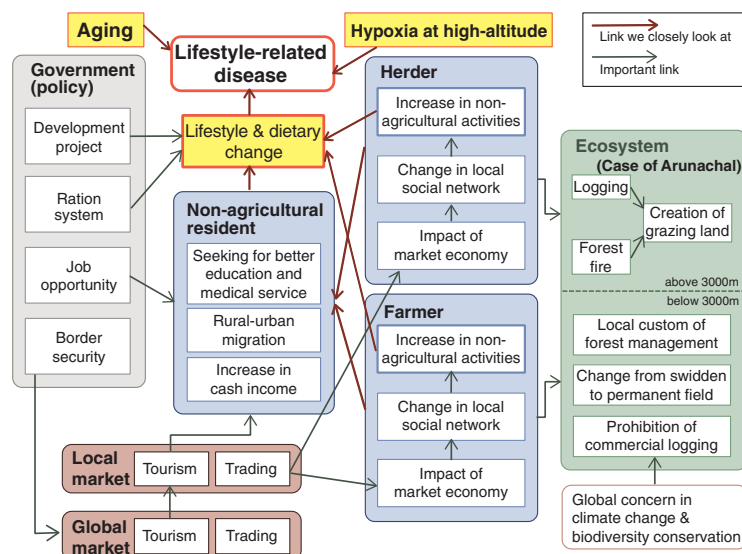 Aging
Hypoxia at high-altitude
Lifestyle-related
disease
Link we closely look at
Important link
Government
(policy)
Development
project
Ration
system
Job
opportunity
Border
security
Lifestyle & dietary
change
Non-agricultural
resident
Seeking for better
education and
medical service
Rural-urban
migration
Increase in
cash income
Herder
Increase in non-
agricultural activities
Change in local
social network
Impact of
market economy
Farmer
Increase in
non-agricultural activities
Change in local
social network
Impact of
market economy
Ecosystem
(Case of Arunachal)
Logging
Creation of
grazing land
Forest
fire
above 3000m
below 3000m
Local custom of
forest management
Change from swidden
to permanent field
Prohibition of
commercial logging
Global concern in
climate change &
biodiversity conservation
Local
market
Tourism
Trading
Global
market
Tourism
Trading